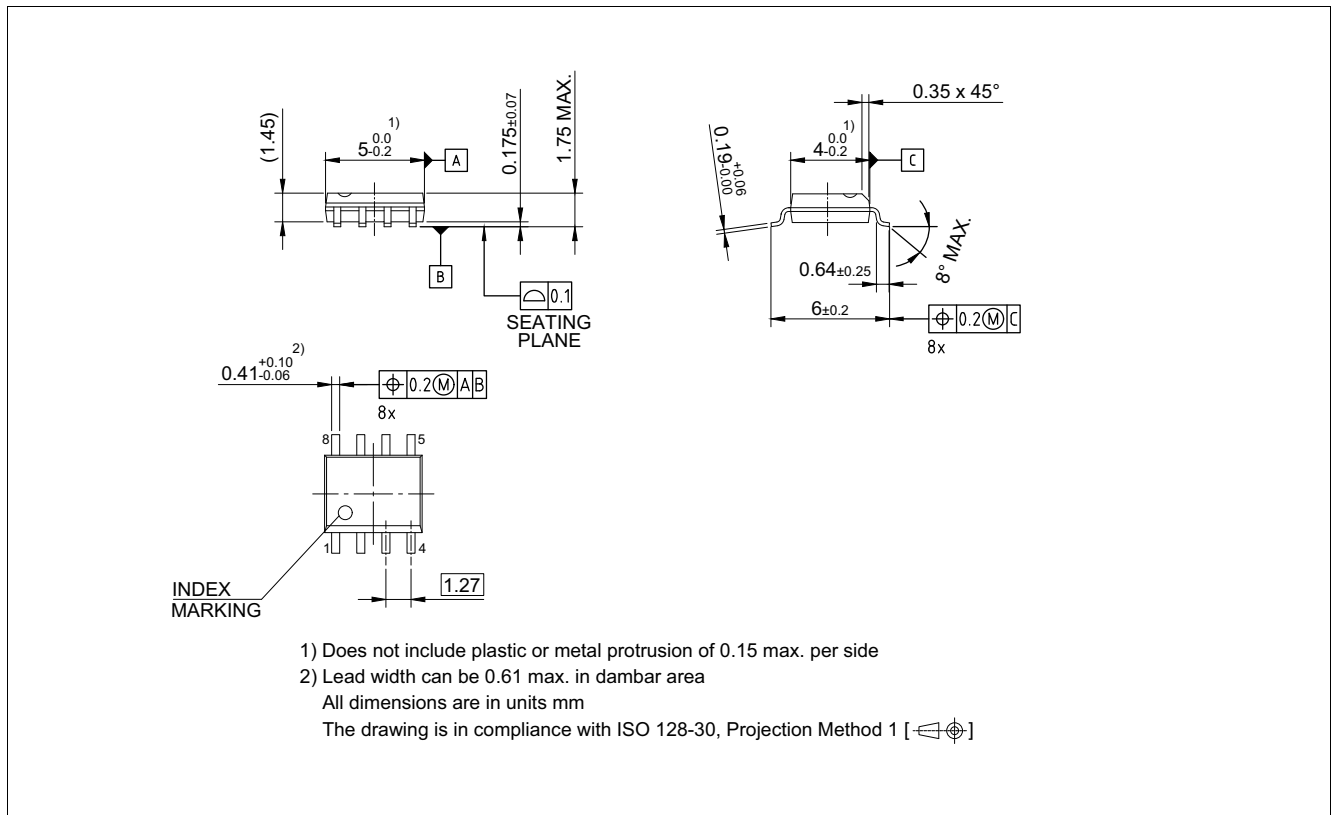 (1.45)
5 0.0 -0.2 1)
A
0.175±0.07
1.75 MAX.
B
0.1
SEATING
PLANE
0.35 x 45°
0.19 +0.06 -0.00
4 0.0 -0.2 1)
C
0.64±0.25
8° MAX.
6±0.2
⌖ 0.2 Ⓜ C
8x
0.41 +0.10 -0.06 2)
⌖ 0.2 Ⓜ A B
8x
8 5
1 4
INDEX
MARKING
1.27
1) Does not include plastic or metal protrusion of 0.15 max. per side
2) Lead width can be 0.61 max. in dambar area
All dimensions are in units mm
The drawing is in compliance with ISO 128-30, Projection Method 1 [ ]